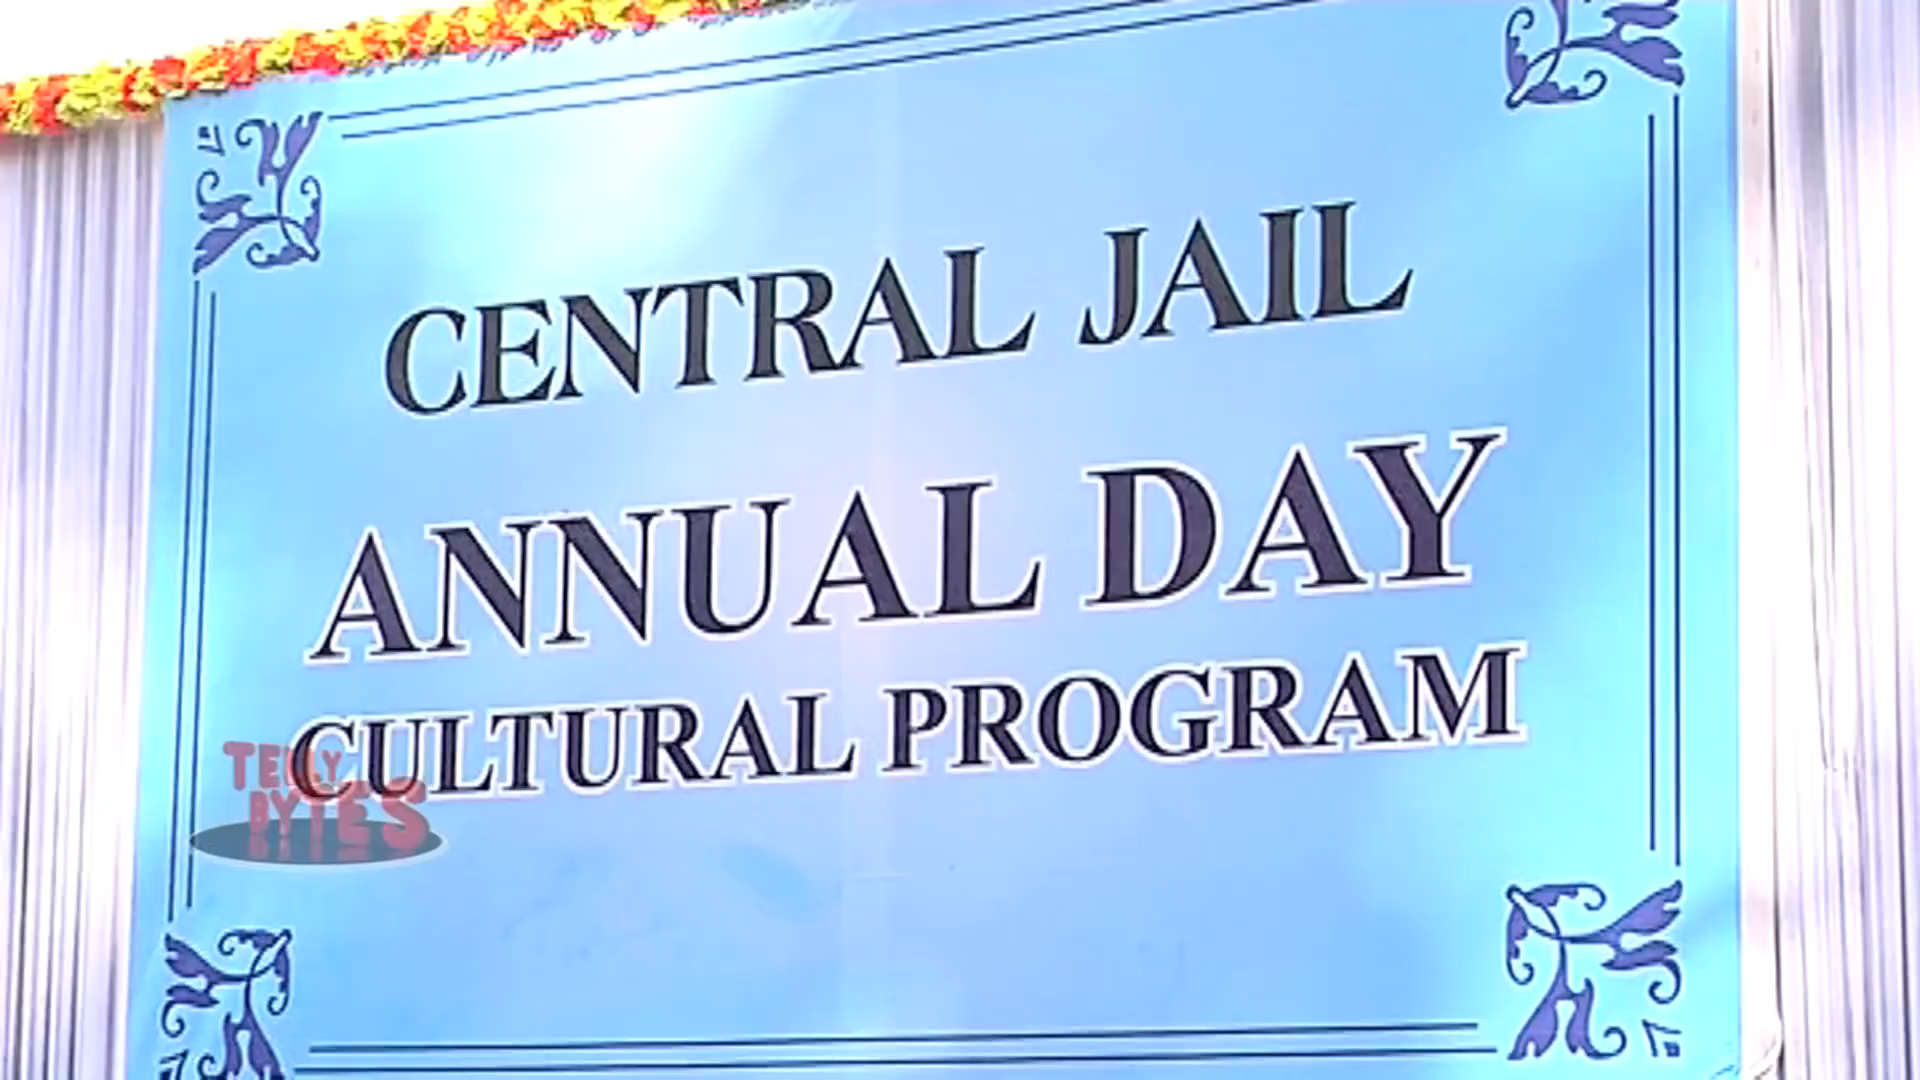 CENTRAL JAIL
ANNUAL DAY
CULTURAL PROGRAM
TELLY
BYTES